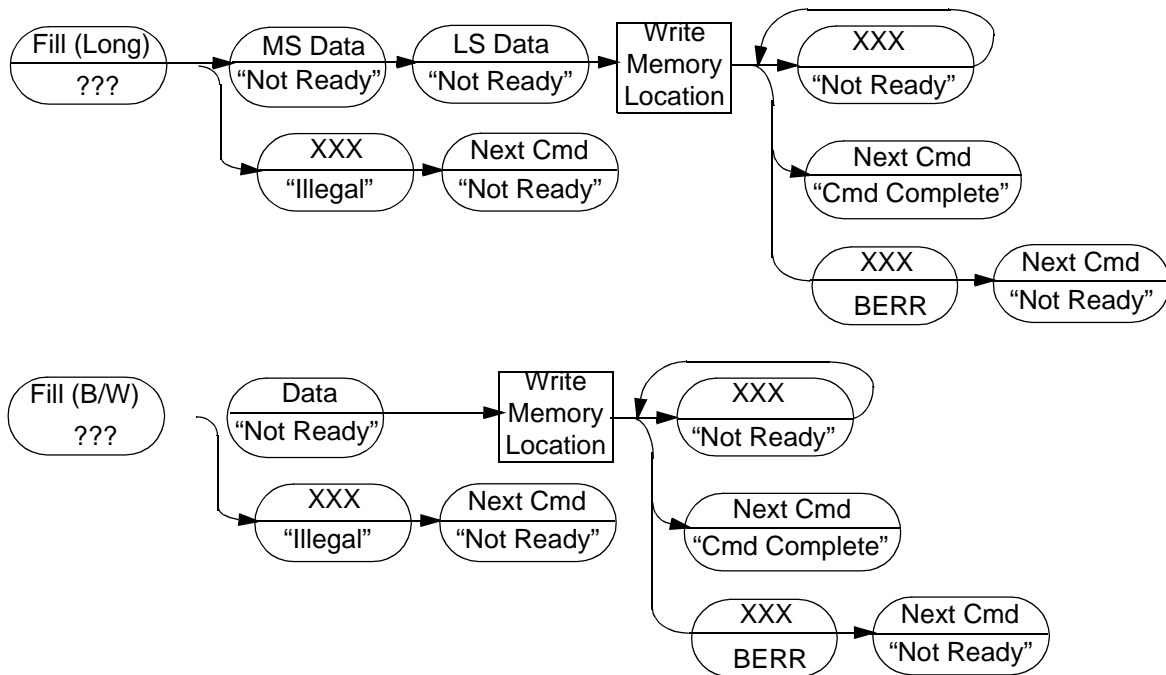 Fill (Long)
???
MS Data
“Not Ready”
LS Data
“Not Ready”
Write
Memory
Location
XXX
“Not Ready”
XXX
“Illegal”
Next Cmd
“Not Ready”
Next Cmd
“Cmd Complete”
XXX
BERR
Next Cmd
“Not Ready”
Fill (B/W)
???
Data
“Not Ready”
Write
Memory
Location
XXX
“Not Ready”
XXX
“Illegal”
Next Cmd
“Not Ready”
Next Cmd
“Cmd Complete”
XXX
BERR
Next Cmd
“Not Ready”